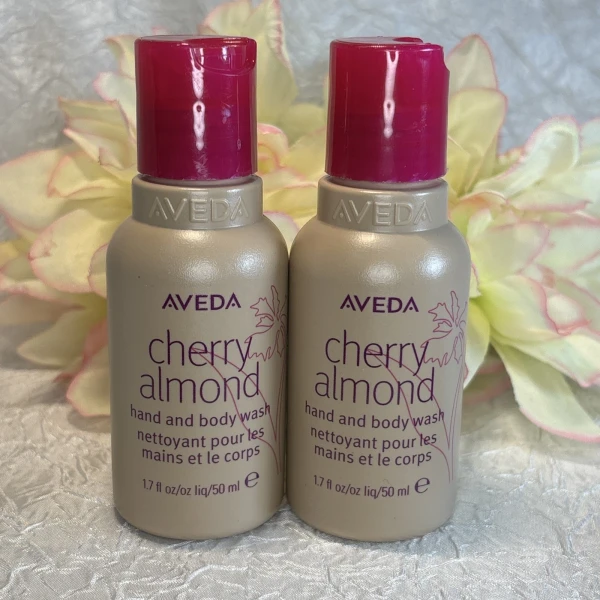 AVEDA
AVEDA
cherry
almond
hand and body wash
nettoyant pour les
mains et le corps
1.7 fl oz/oz liq/50 ml e
AVEDA
AVEDA
cherry
almond
hand and body wash
nettoyant pour les
mains et le corps
1.7 fl oz/oz liq/50 ml e